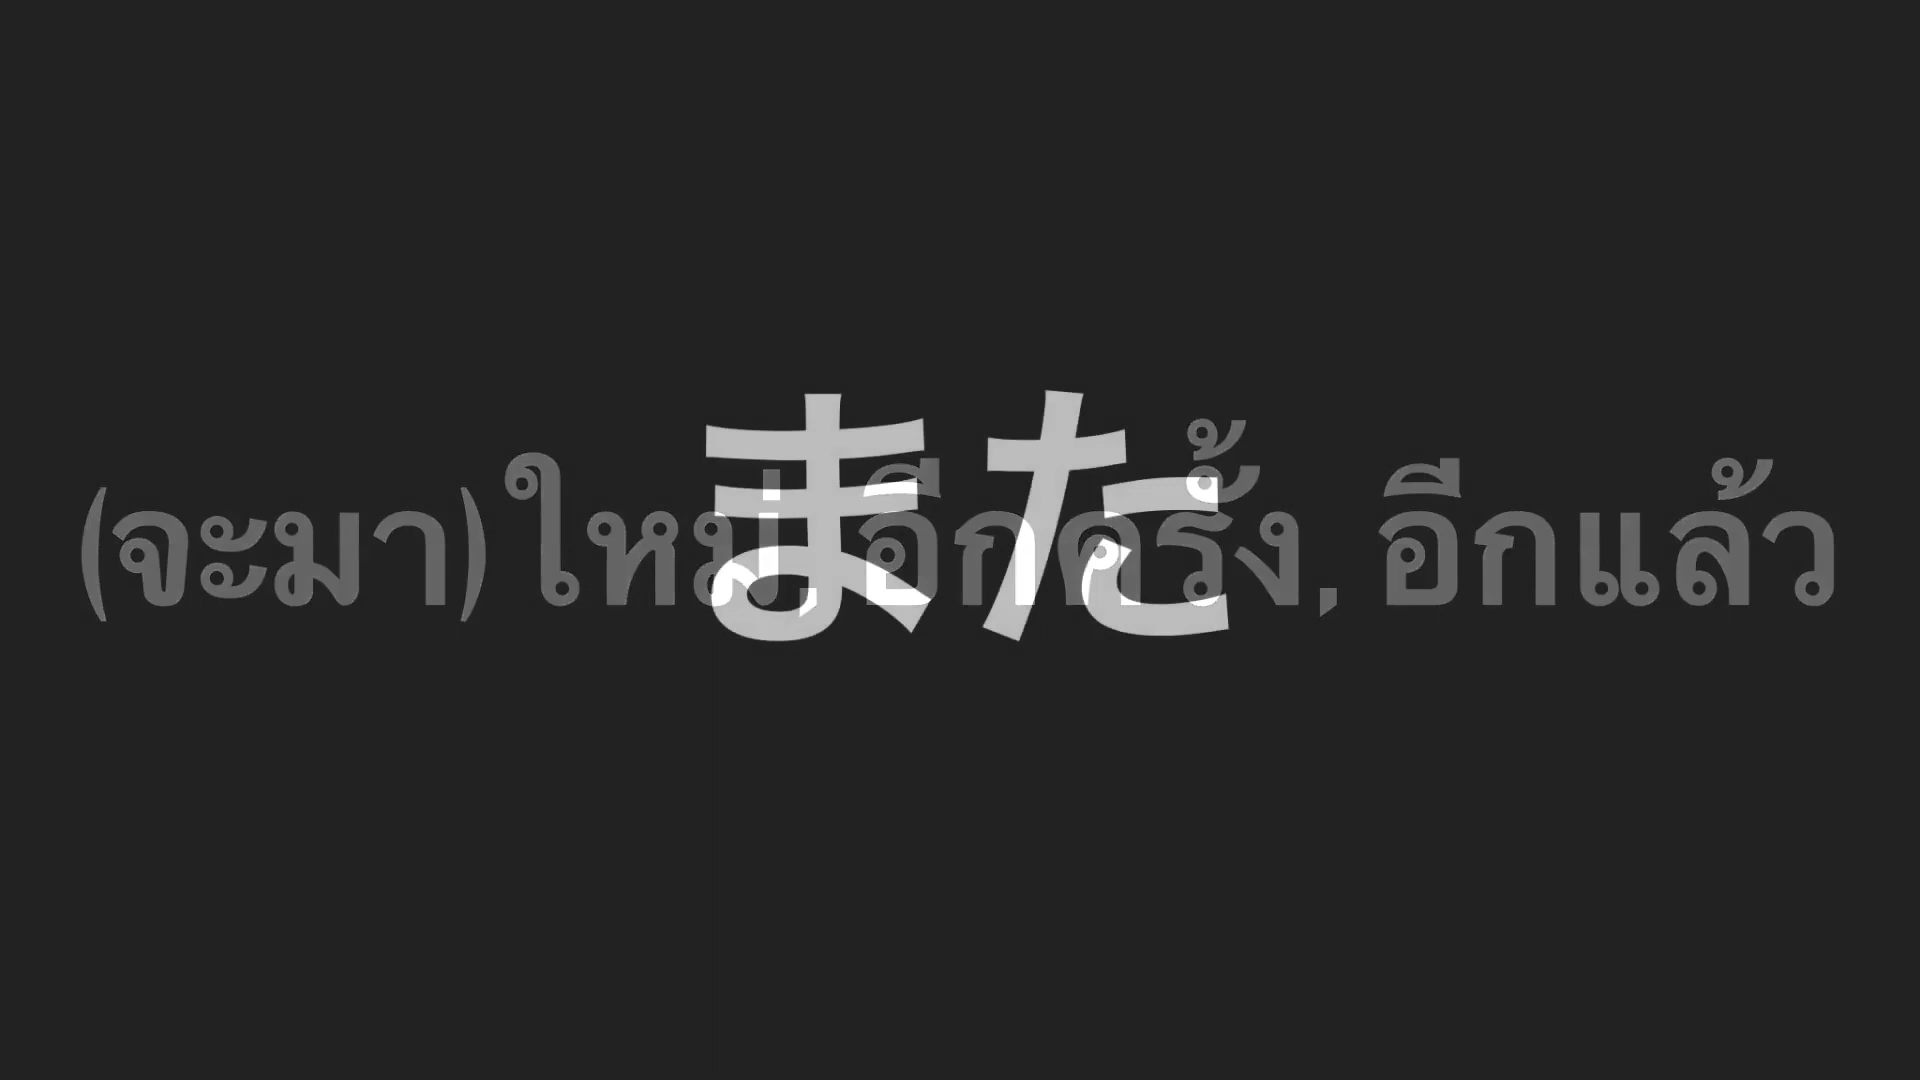 また
(จะมา) ใหม่, อีกครั้ง, อีกแล้ว